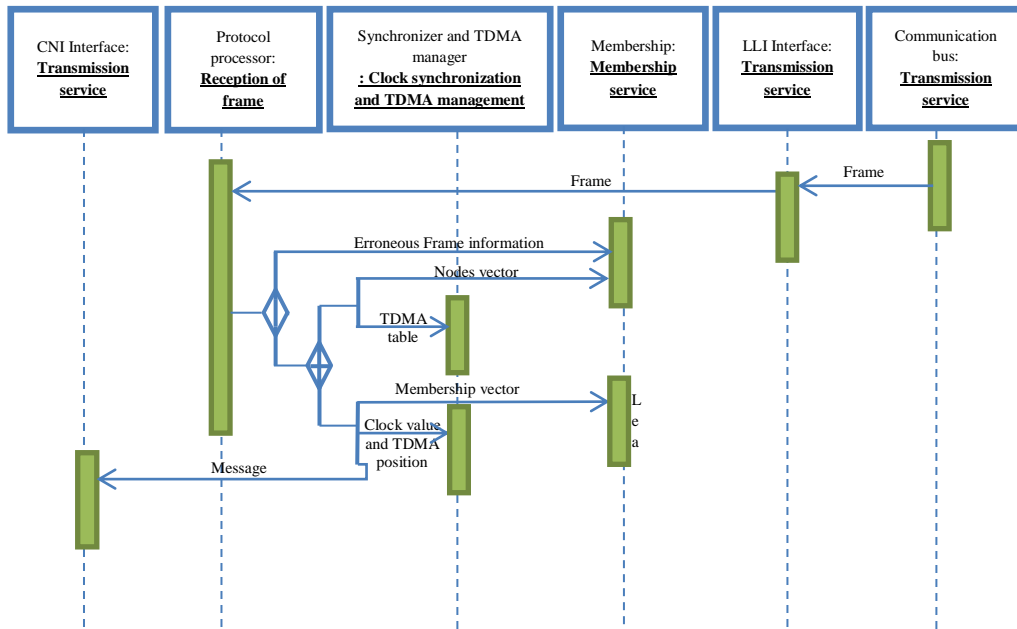 CNI Interface:
Transmission
service
Protocol
processor:
Reception of
frame
Synchronizer and TDMA
manager
: Clock synchronization
and TDMA management
Membership:
Membership
service
LLI Interface:
Transmission
service
Communication
bus:
Transmission
service
Frame
Frame
Erroneous Frame information
Nodes vector
TDMA
table
Membership vector
L
e
a
Clock value
and TDMA
position
Message